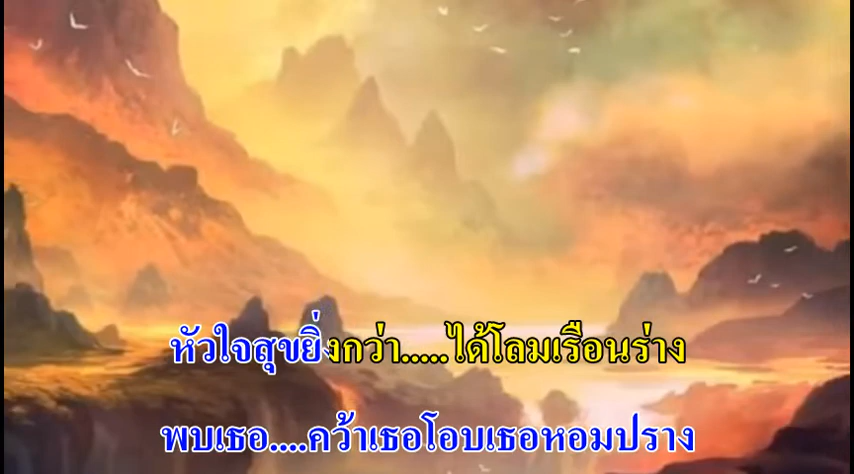 หัวใจสุขยิ่งกว่า.....ได้โลมเรือนร่าง
พบเธอ....คว้าเธอโอบเธอหอมปราง